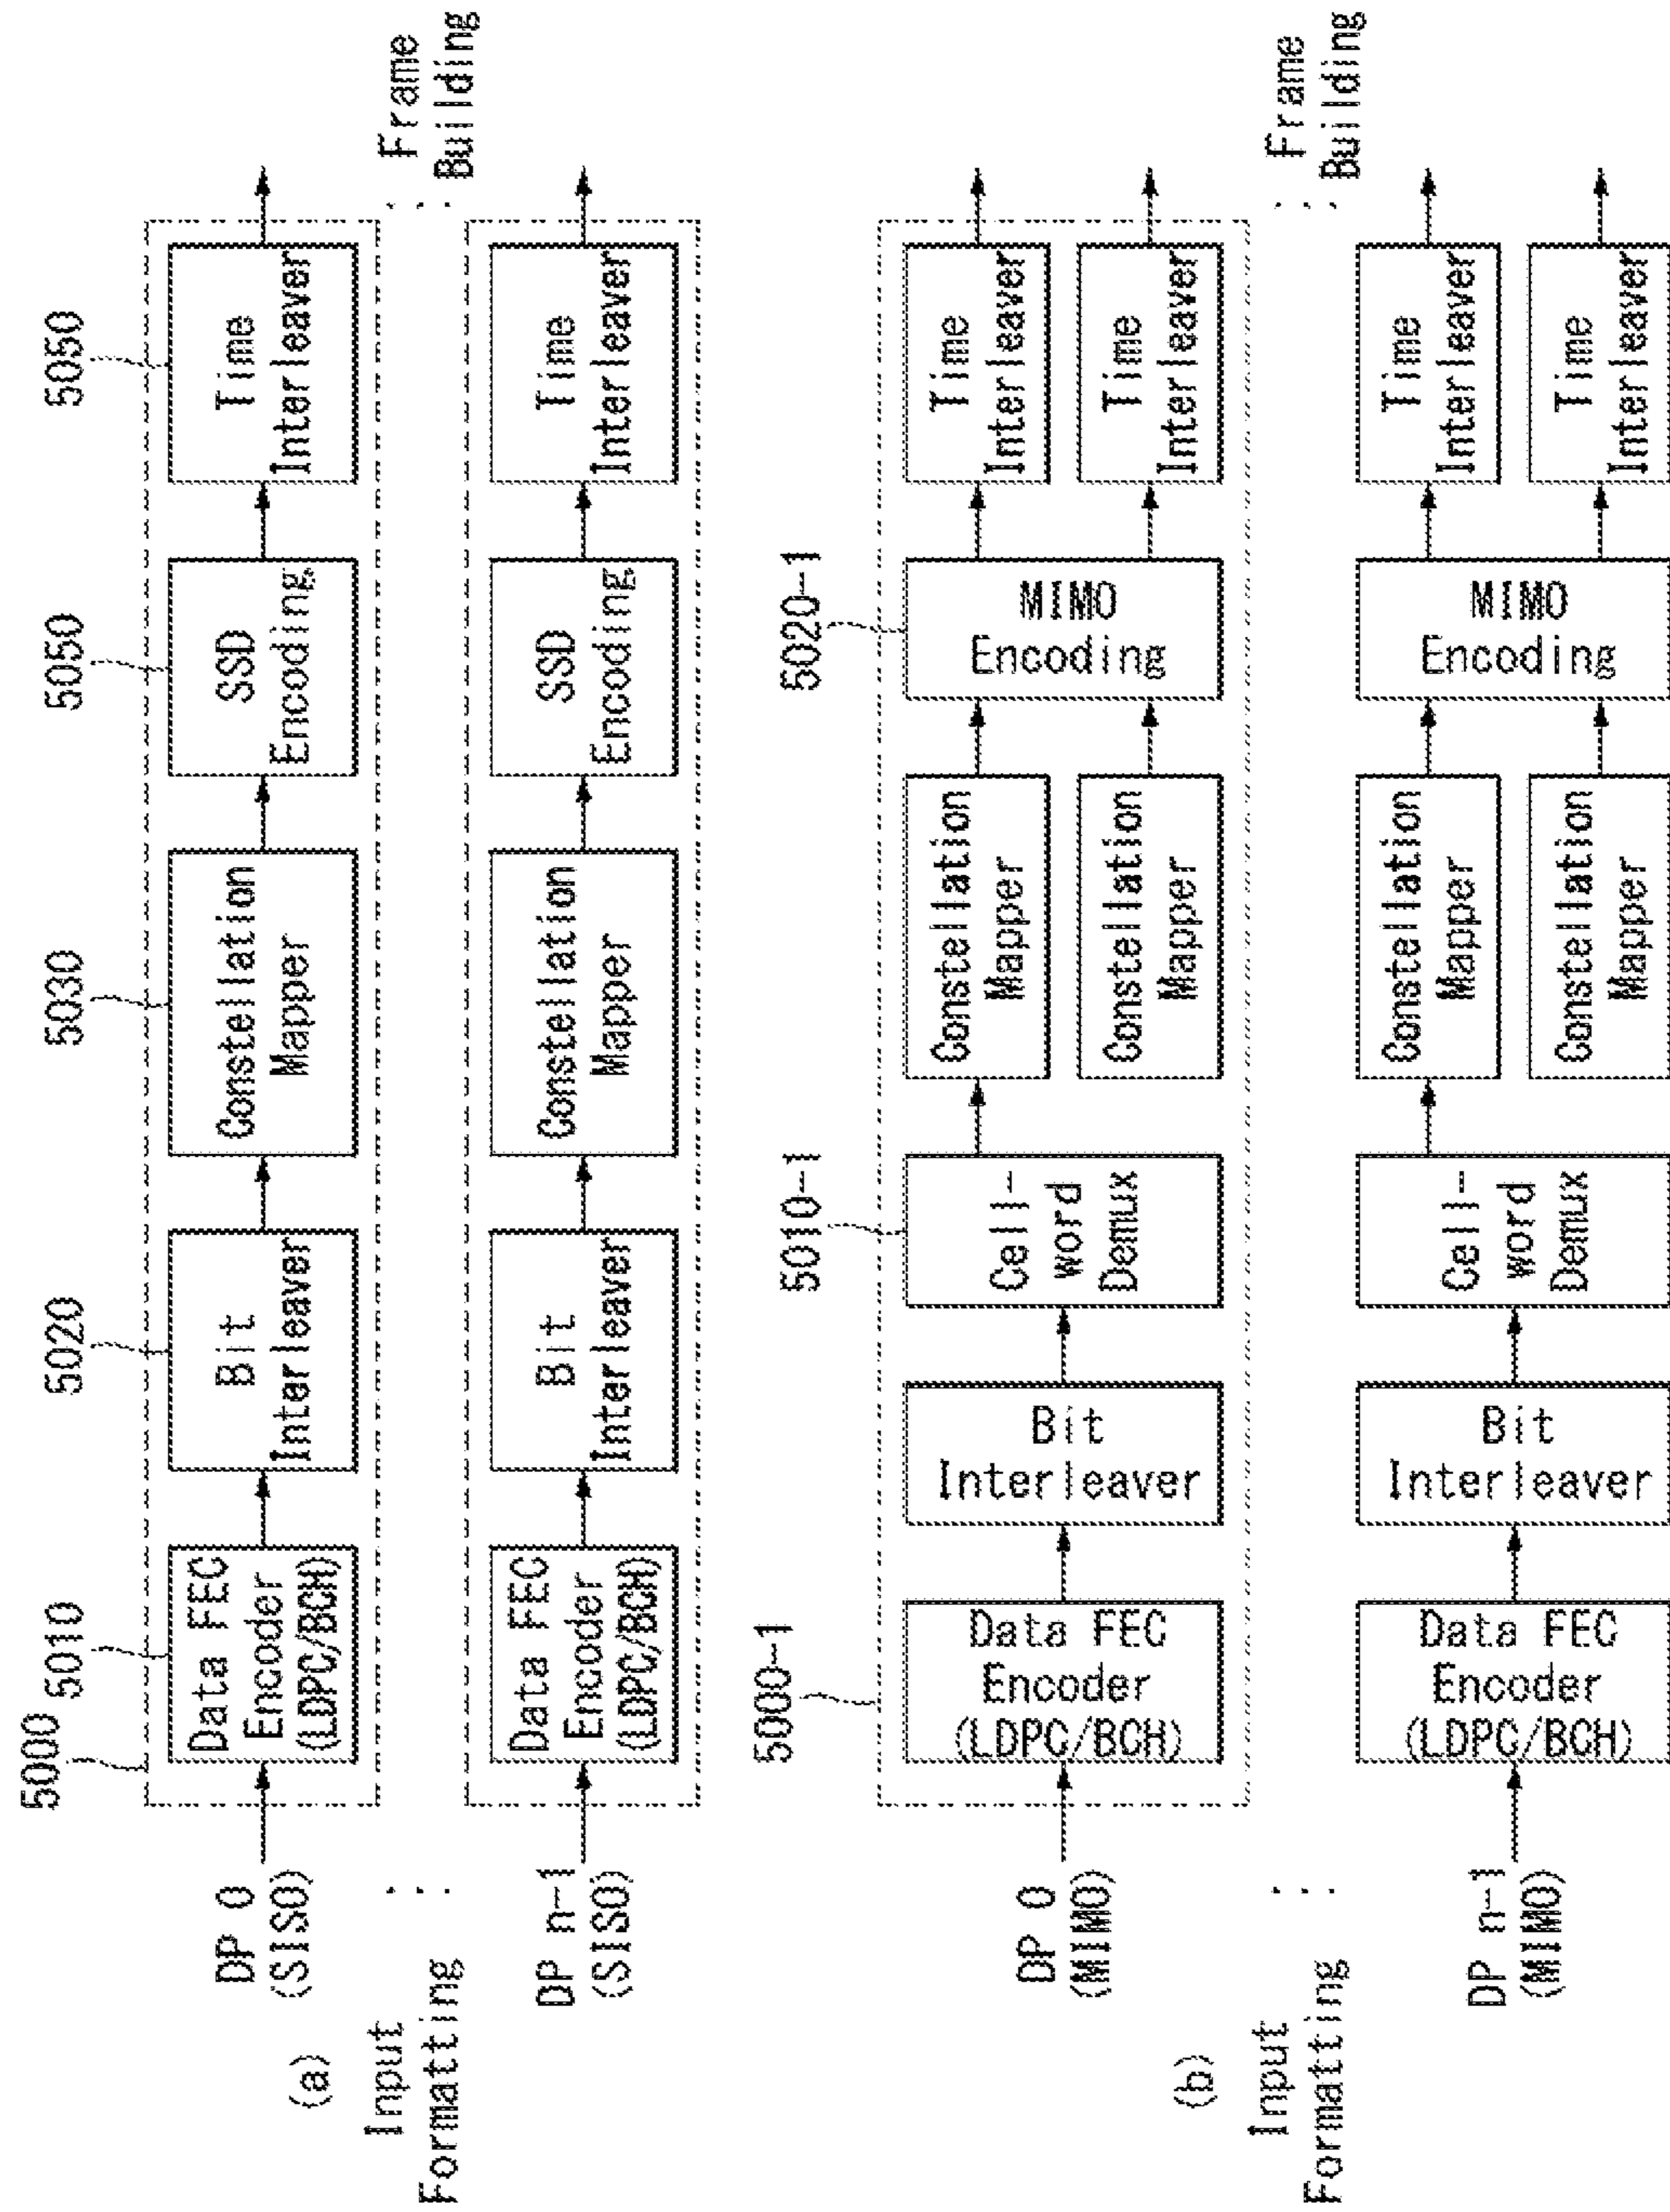 (a)
5000
5010
5020
5030
5050
5050
Input
Formatting
DP 0
(SISO)
Data FEC
Encoder
(LDPC/BCH)
Bit
Interleaver
Constellation
Mapper
SSD
Encoding
Time
Interleaver
Frame
Building
DP n-1
(SISO)
Data FEC
Encoder
(LDPC/BCH)
Bit
Interleaver
Constellation
Mapper
SSD
Encoding
Time
Interleaver
(b)
5000-1
5010-1
5020-1
Input
Formatting
DP 0
(MIMO)
Data FEC
Encoder
(LDPC/BCH)
Bit
Interleaver
Cell-
word
Demux
Constellation
Mapper
Constellation
Mapper
MIMO
Encoding
Time
Interleaver
Time
Interleaver
Frame
Building
DP n-1
(MIMO)
Data FEC
Encoder
(LDPC/BCH)
Bit
Interleaver
Cell-
word
Demux
Constellation
Mapper
Constellation
Mapper
MIMO
Encoding
Time
Interleaver
Time
Interleaver